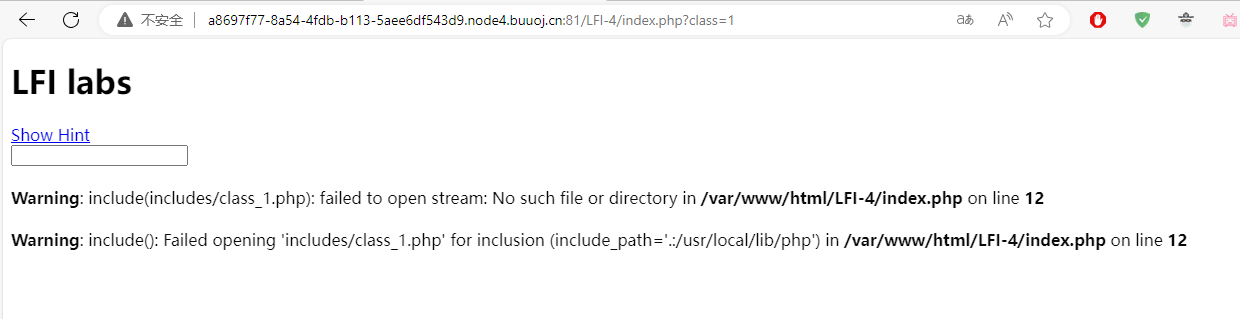 不安全 | a8697f77-8a54-4fdb-b113-5aee6df543d9.node4.buuoj.cn:81/LFI-4/index.php?class=1
LFI labs
Show Hint
Warning: include(includes/class_1.php): failed to open stream: No such file or directory in /var/www/html/LFI-4/index.php on line 12
Warning: include(): Failed opening 'includes/class_1.php' for inclusion (include_path='.:/usr/local/lib/php') in /var/www/html/LFI-4/index.php on line 12